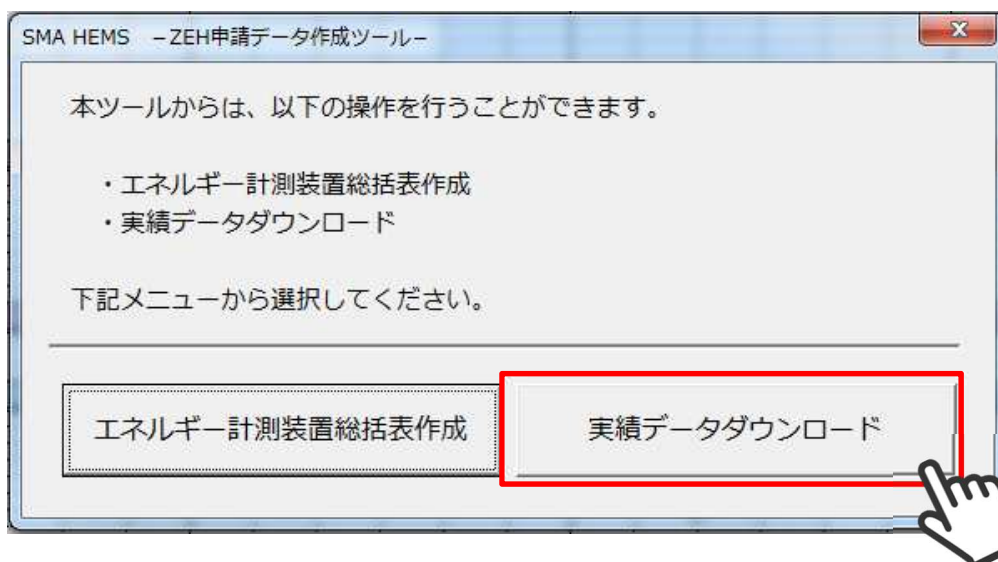 SMA HEMS －ZEH申請データ作成ツール－
本ツールからは、以下の操作を行うことができます。
・エネルギー計測装置総括表作成
・実績データダウンロード
下記メニューから選択してください。
エネルギー計測装置総括表作成
実績データダウンロード